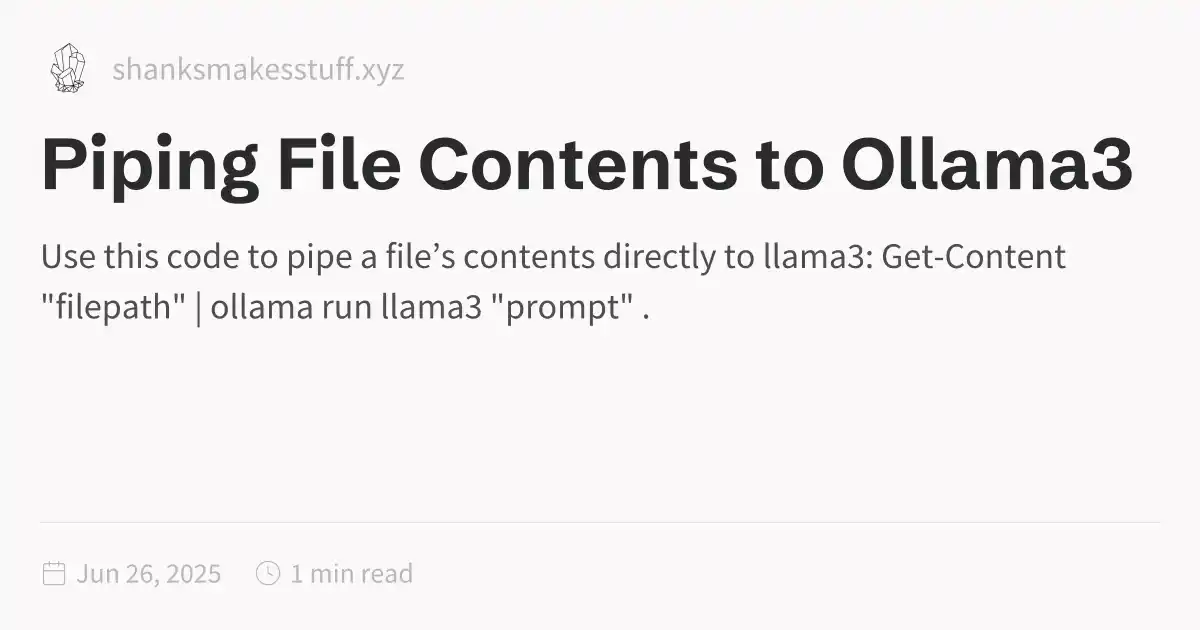 shanksmakesstuff.xyz
Piping File Contents to Ollama3
Use this code to pipe a file’s contents directly to llama3: Get-Content
"filepath" | ollama run llama3 "prompt" .
Jun 26, 2025 1 min read